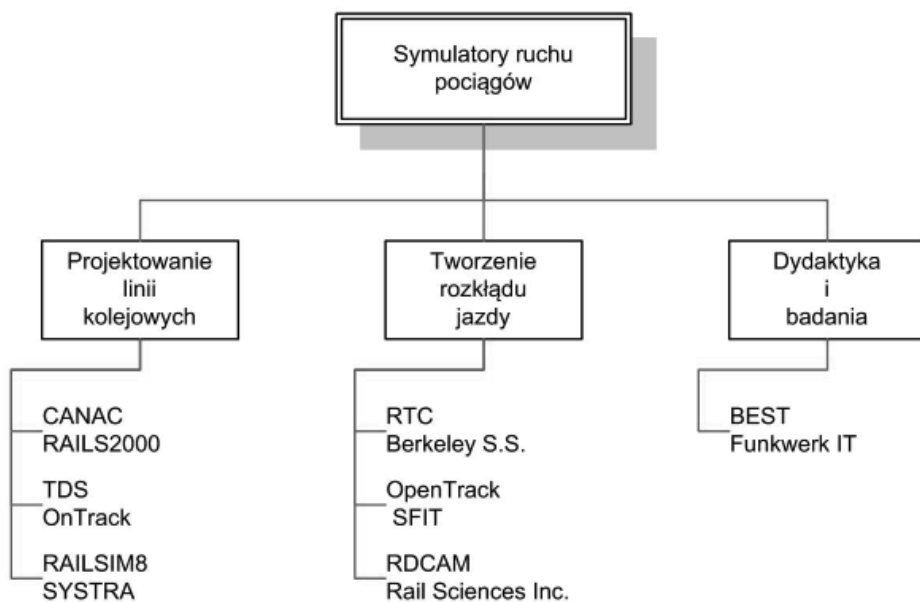 Symulatory ruchu
pociągów
Projektowanie
linii
kolejowych
Tworzenie
rozkłądu
jazdy
Dydaktyka
i
badania
CANAC
RAILS2000
TDS
OnTrack
RAILSIM8
SYSTRA
RTC
Berkeley S.S.
OpenTrack
SFIT
RDCAM
Rail Sciences Inc.
BEST
Funkwerk IT